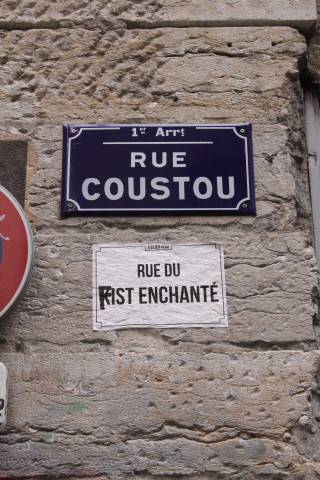 1er Arrt
RUE
COUSTOU
RUE DU
FIST ENCHANTÉ